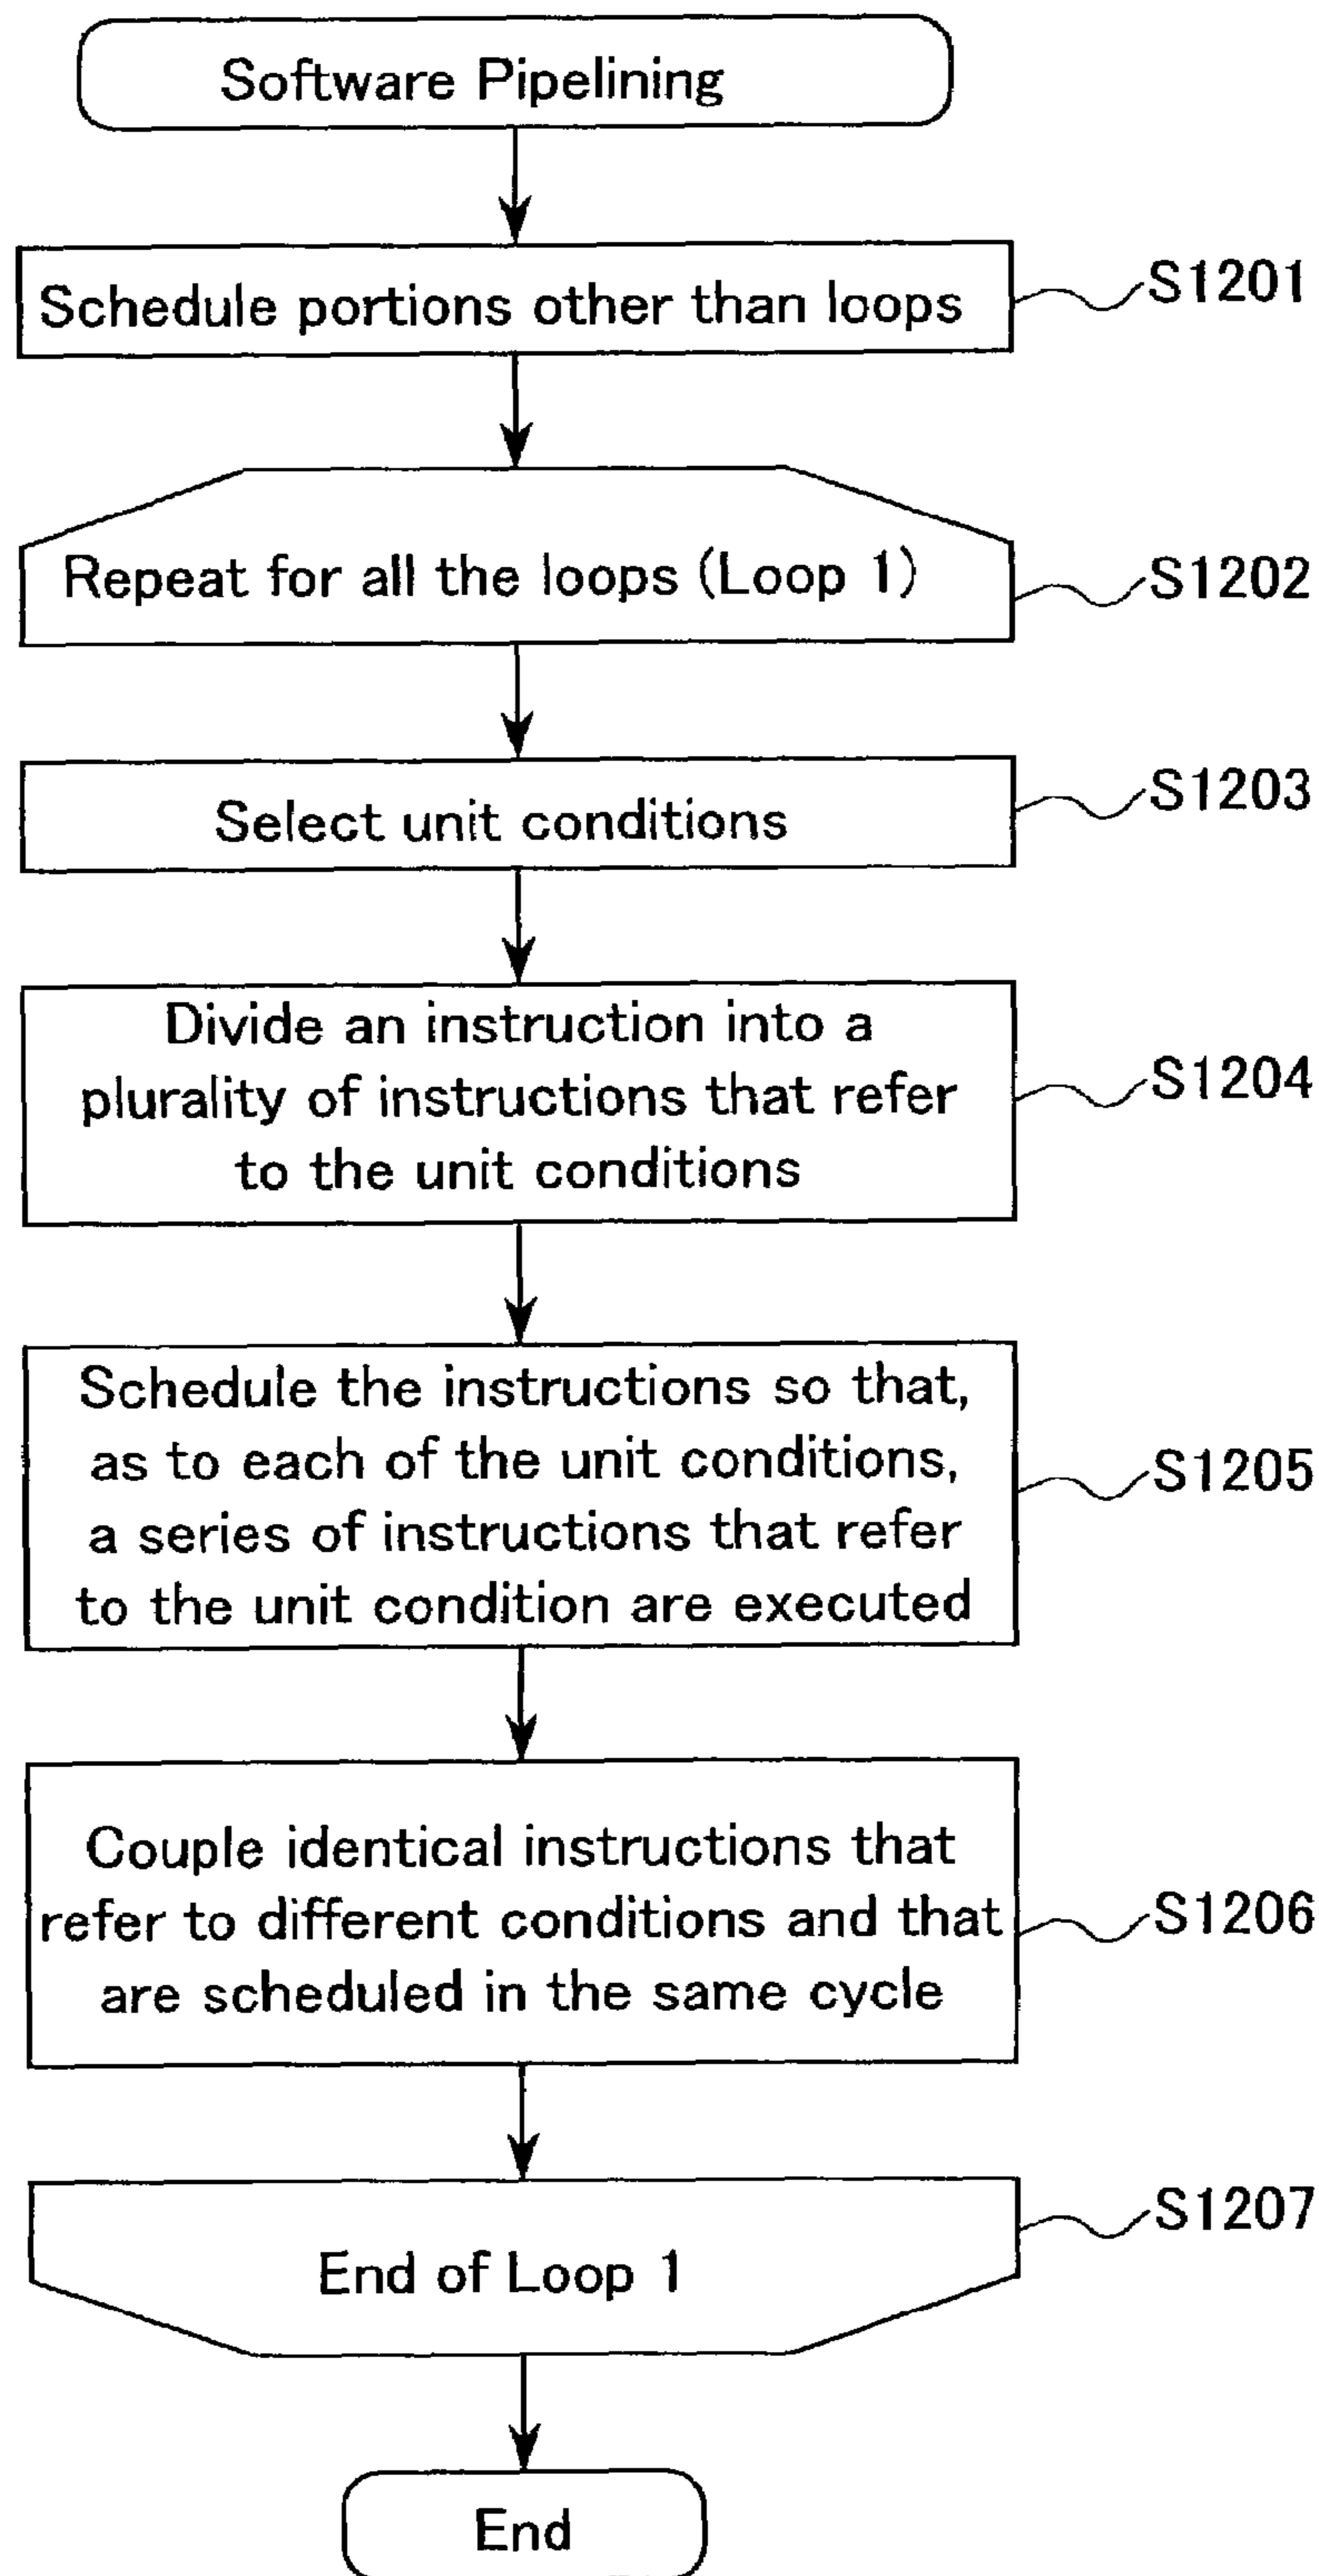 Software Pipelining
Schedule portions other than loops
S1201
Repeat for all the loops (Loop 1)
S1202
Select unit conditions
S1203
Divide an instruction into a
plurality of instructions that refer
to the unit conditions
S1204
Schedule the instructions so that,
as to each of the unit conditions,
a series of instructions that refer
to the unit condition are executed
S1205
Couple identical instructions that
refer to different conditions and that
are scheduled in the same cycle
S1206
End of Loop 1
S1207
End